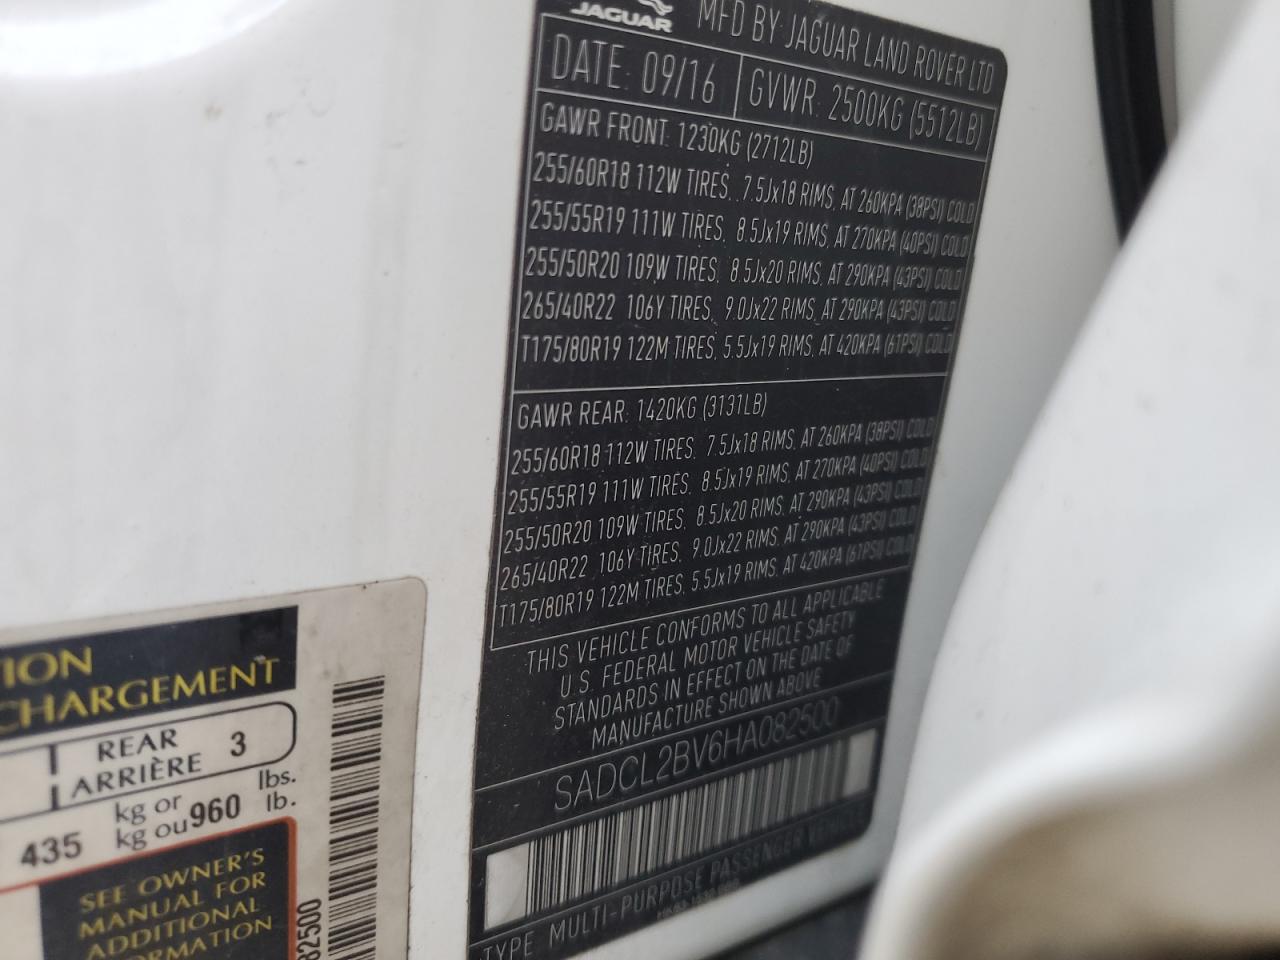 JAGUAR
MFD BY JAGUAR LAND ROVER LTD
DATE: 09/16
GVWR: 2500KG (5512LB)
GAWR FRONT: 1230KG (2712LB)
255/60R18 112W TIRES, 7.5Jx18 RIMS, AT 260KPA (38PSI) COLD
255/55R19 111W TIRES, 8.5Jx19 RIMS, AT 270KPA (40PSI) COLD
255/50R20 109W TIRES, 8.5Jx20 RIMS, AT 290KPA (43PSI) COLD
265/40R22 106Y TIRES, 9.0Jx22 RIMS, AT 290KPA (43PSI) COLD
T175/80R19 122M TIRES, 5.5Jx19 RIMS, AT 420KPA (61PSI) COLD
GAWR REAR: 1420KG (3131LB)
255/60R18 112W TIRES, 7.5Jx18 RIMS, AT 260KPA (38PSI) COLD
255/55R19 111W TIRES, 8.5Jx19 RIMS, AT 270KPA (40PSI) COLD
255/50R20 109W TIRES, 8.5Jx20 RIMS, AT 290KPA (43PSI) COLD
265/40R22 106Y TIRES, 9.0Jx22 RIMS, AT 290KPA (43PSI) COLD
T175/80R19 122M TIRES, 5.5Jx19 RIMS, AT 420KPA (61PSI) COLD
THIS VEHICLE CONFORMS TO ALL APPLICABLE
U.S. FEDERAL MOTOR VEHICLE SAFETY
STANDARDS IN EFFECT ON THE DATE OF
MANUFACTURE SHOWN ABOVE
SADCL2BV6HA082500
TYPE MULTI-PURPOSE PASSENGER VEHICLE
TION
CHARGEMENT
REAR
ARRIÈRE 3
435 kg or 960 lbs.
kg ou lb.
SEE OWNER'S
MANUAL FOR
ADDITIONAL
ORMATION
82500